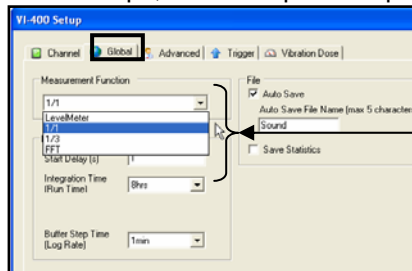 VI-400 Setup
Channel Global Advanced Trigger Vibration Dose
Measurement Function
File
1/1
Auto Save
LevelMeter
Auto Save File Name (max 5 character
1/1
Sound
1/3
FFT
Save Statistics
Start Delay (s) 1
Integration Time
(Run Time)
8hrs
Buffer Step Time
(Log Rate)
1min